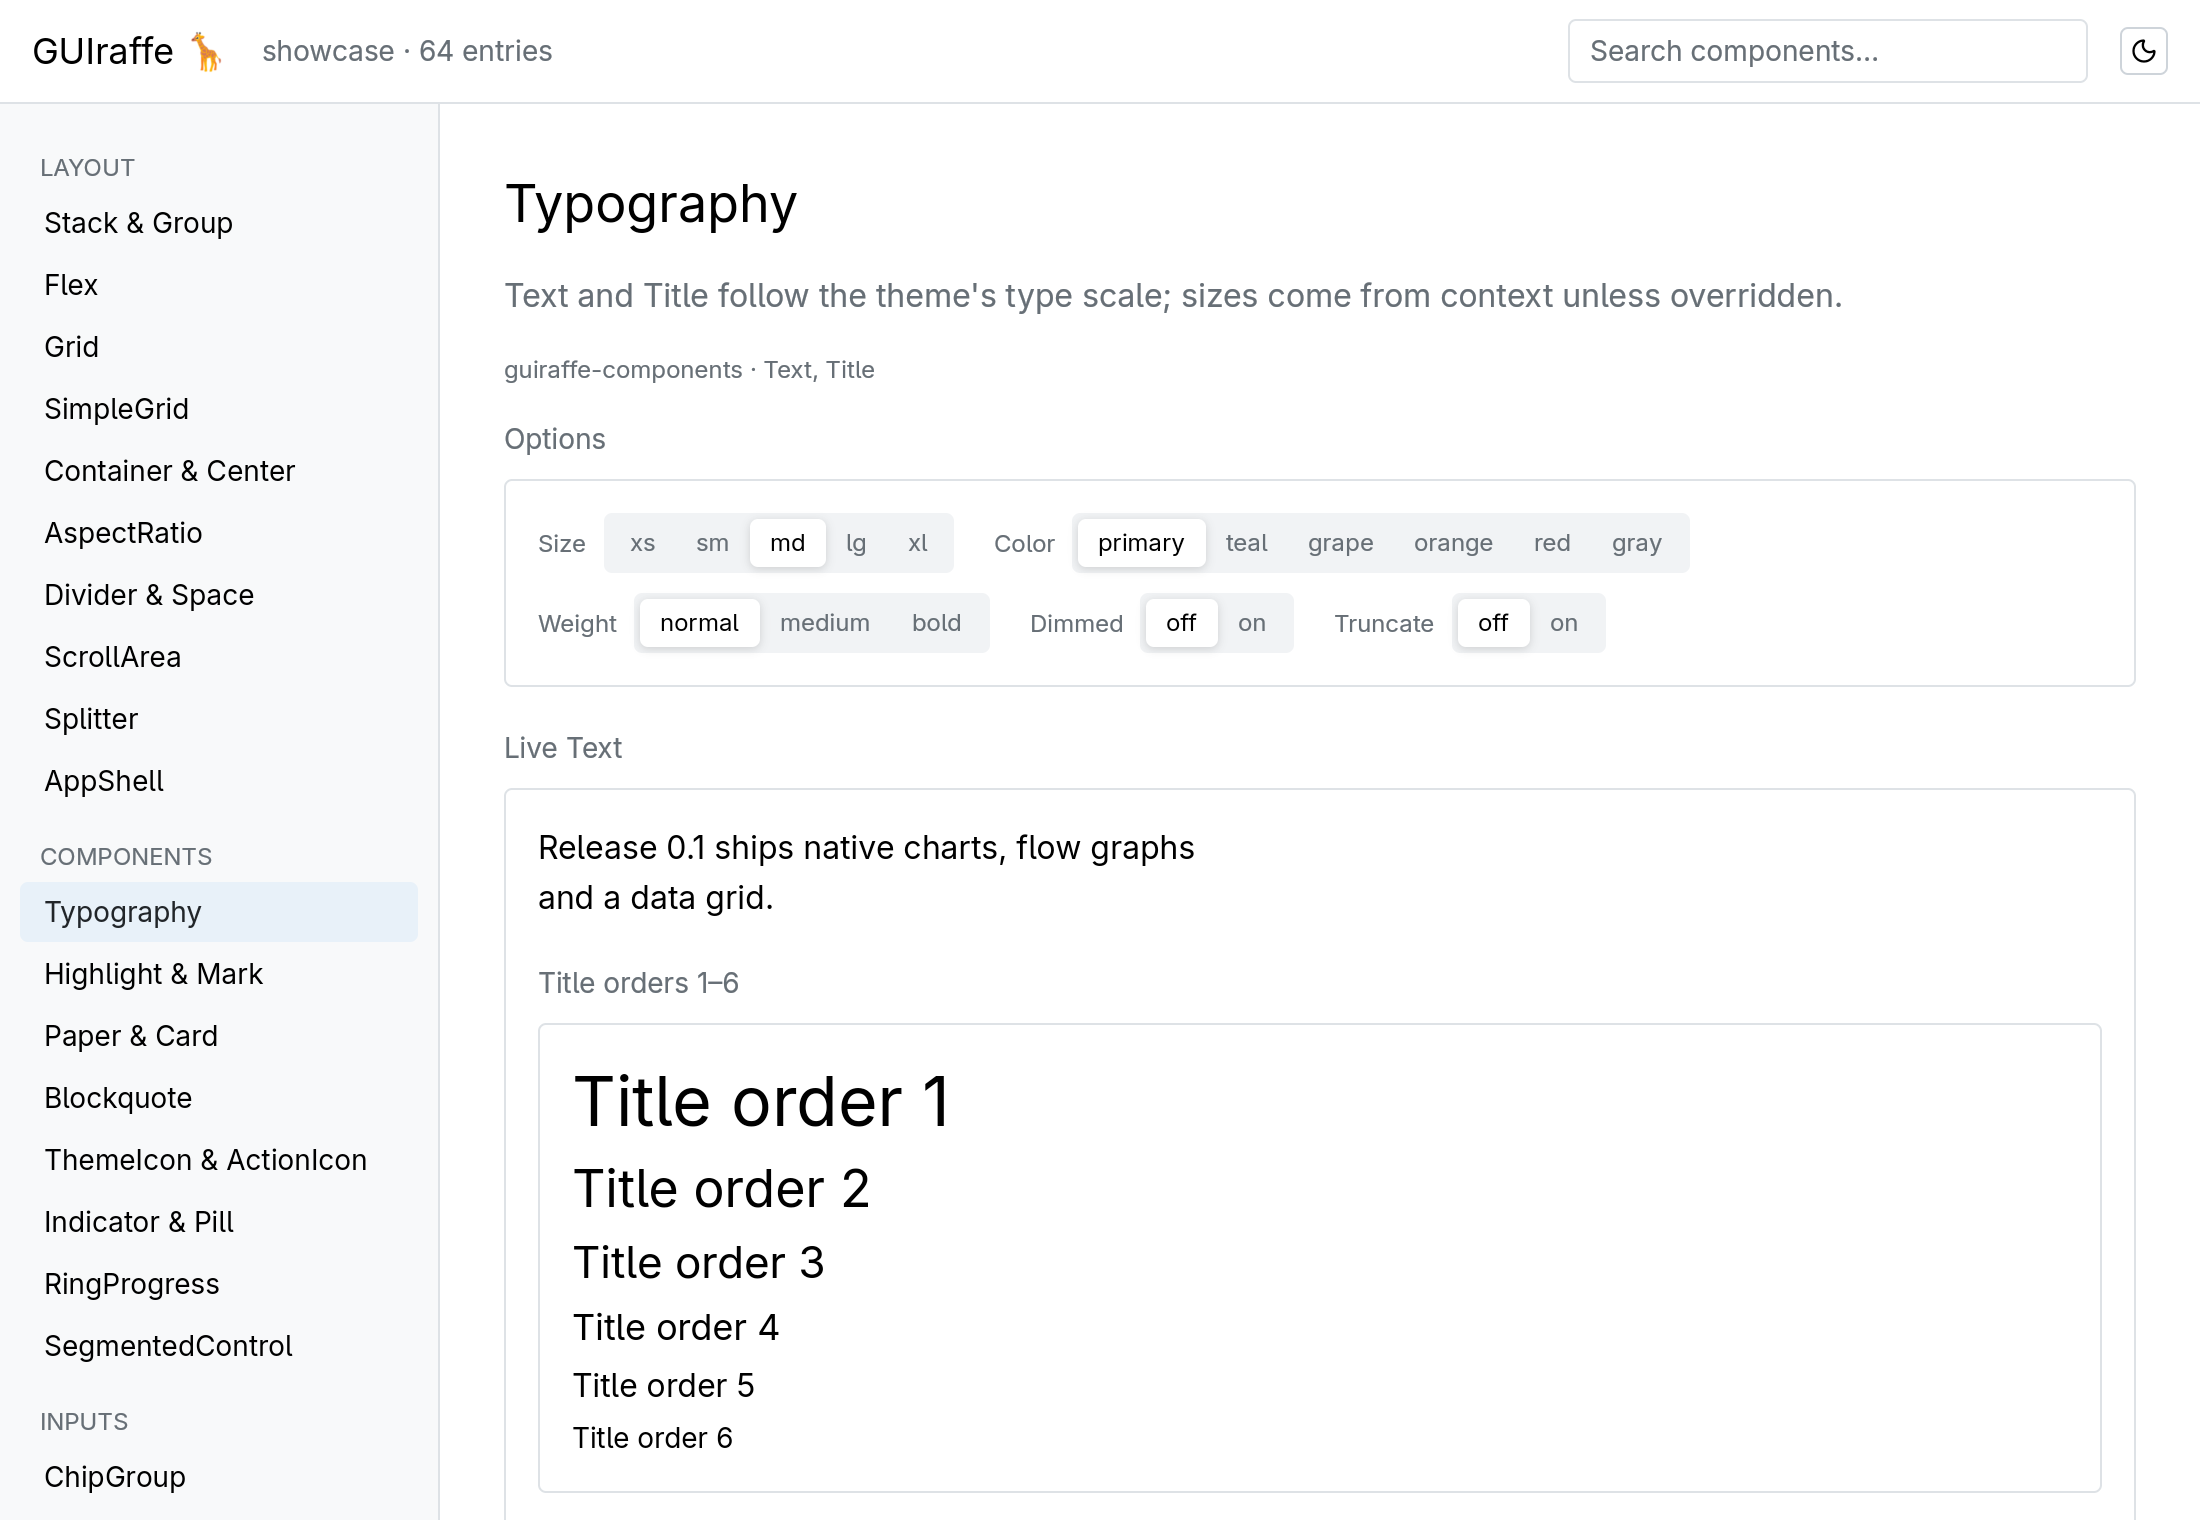 GUIraffe 🦒 showcase · 64 entries Search components...
LAYOUT
Stack & Group
Flex
Grid
SimpleGrid
Container & Center
AspectRatio
Divider & Space
ScrollArea
Splitter
AppShell
COMPONENTS
Typography
Highlight & Mark
Paper & Card
Blockquote
ThemeIcon & ActionIcon
Indicator & Pill
RingProgress
SegmentedControl
INPUTS
ChipGroup
Typography
Text and Title follow the theme's type scale; sizes come from context unless overridden.
guiraffe-components · Text, Title
Options
Size xs sm md lg xl Color primary teal grape orange red gray
Weight normal medium bold Dimmed off on Truncate off on
Live Text
Release 0.1 ships native charts, flow graphs
and a data grid.
Title orders 1–6
Title order 1
Title order 2
Title order 3
Title order 4
Title order 5
Title order 6